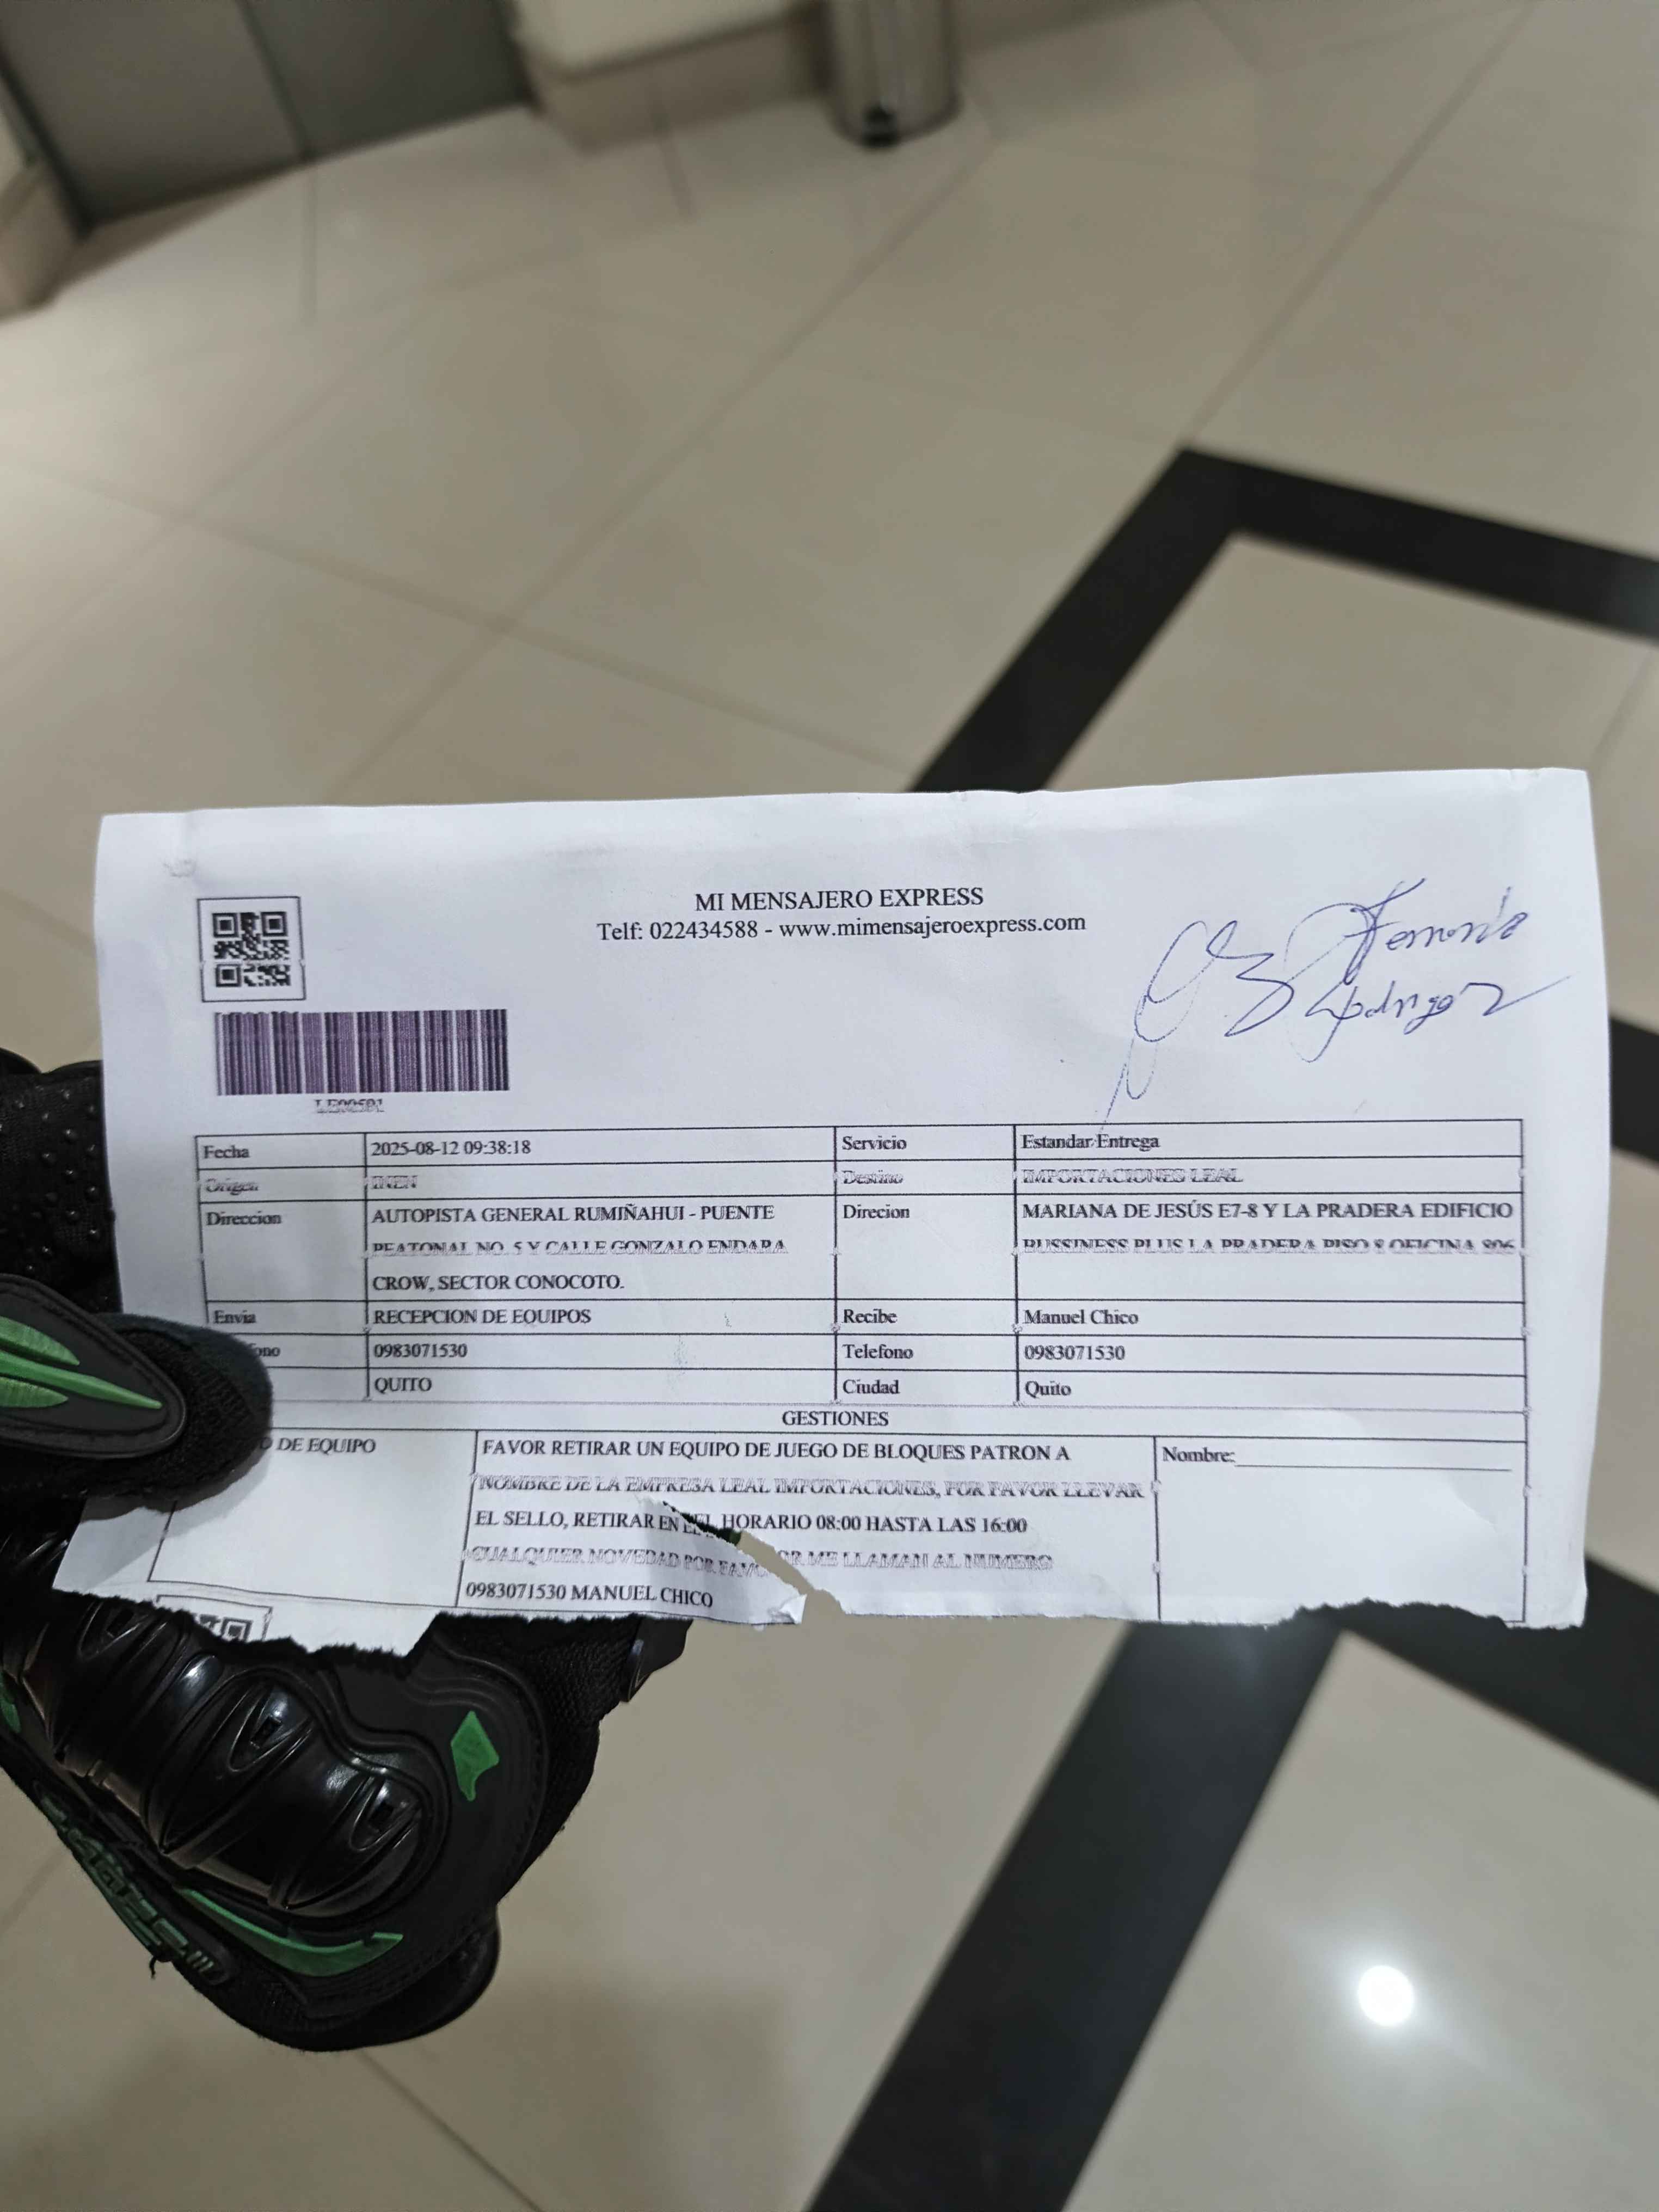 MI MENSAJERO EXPRESS
Telf: 022434588 - www.mimensajeroexpress.com
Fecha 2025-08-12 09:38:18 Servicio Estandar Entrega
Origen INEN Destino IMPORTACIONES LEAL
Direccion AUTOPISTA GENERAL RUMIÑAHUI - PUENTE Direcion MARIANA DE JESÚS E7-8 Y LA PRADERA EDIFICIO
PEATONAL NO. 5 Y CALLE GONZALO ENDARA BUSSINESS PLUS LA PRADERA PISO 8 OFICINA 806
CROW, SECTOR CONOCOTO.
Envia RECEPCION DE EQUIPOS Recibe Manuel Chico
ono 0983071530 Telefono 0983071530
QUITO Ciudad Quito
GESTIONES
DE EQUIPO FAVOR RETIRAR UN EQUIPO DE JUEGO DE BLOQUES PATRON A Nombre:
NOMBRE DE LA EMPRESA LEAL IMPORTACIONES, POR FAVOR LLEVAR
EL SELLO, RETIRAR EN EL HORARIO 08:00 HASTA LAS 16:00
CUALQUIER NOVEDAD POR FAVOR ME LLAMAN AL NUMERO
0983071530 MANUEL CHICO